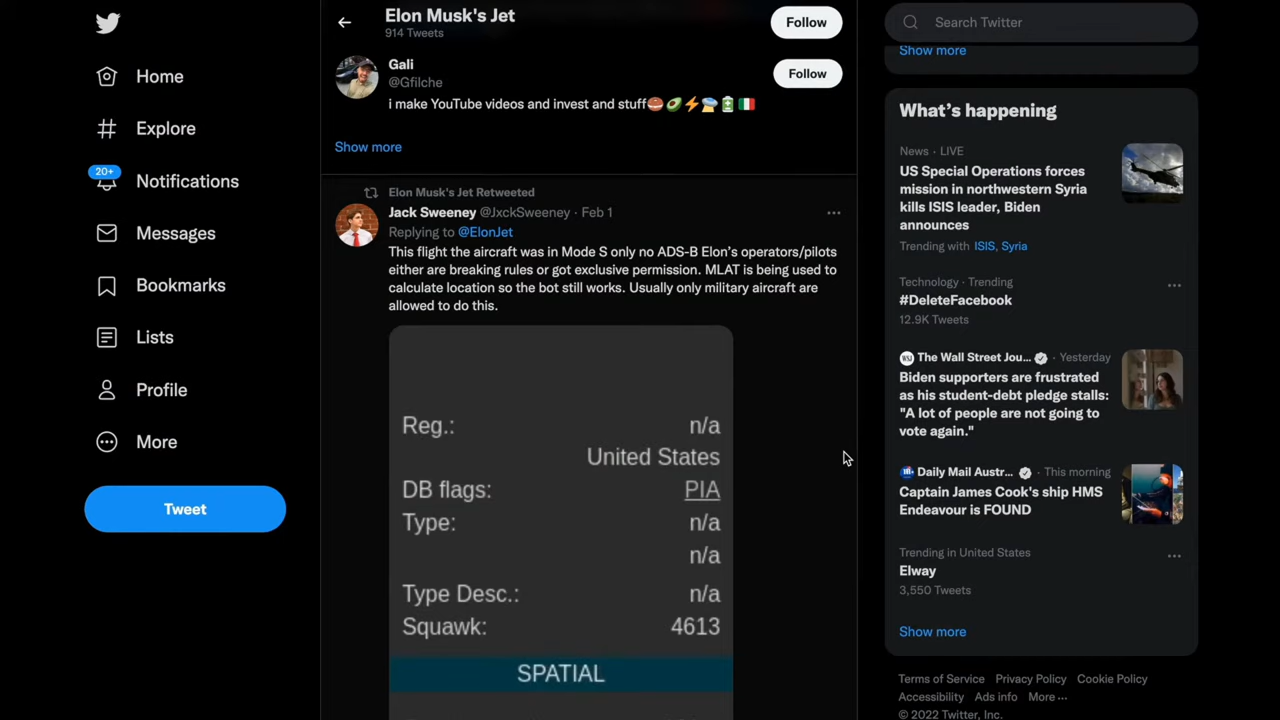 Home
Explore
20+
Notifications
Messages
Bookmarks
Lists
Profile
More
Tweet
Elon Musk's Jet
914 Tweets
Follow
Gali
@Gfilche
Follow
i make YouTube videos and invest and stuff
Show more
Elon Musk's Jet Retweeted
Jack Sweeney @JxckSweeney · Feb 1
Replying to @ElonJet
This flight the aircraft was in Mode S only no ADS-B Elon's operators/pilots
either are breaking rules or got exclusive permission. MLAT is being used to
calculate location so the bot still works. Usually only military aircraft are
allowed to do this.
Reg.: n/a
United States
DB flags: PIA
Type: n/a
n/a
Type Desc.: n/a
Squawk: 4613
SPATIAL
Search Twitter
Show more
What's happening
News · LIVE
US Special Operations forces
mission in northwestern Syria
kills ISIS leader, Biden
announces
Trending with ISIS, Syria
Technology · Trending
#DeleteFacebook
12.9K Tweets
The Wall Street Jou... · Yesterday
Biden supporters are frustrated
as his student-debt pledge stalls:
"A lot of people are not going to
vote again."
Daily Mail Austr... · This morning
Captain James Cook's ship HMS
Endeavour is FOUND
Trending in United States
Elway
3,550 Tweets
Show more
Terms of Service Privacy Policy Cookie Policy
Accessibility Ads info More ···
© 2022 Twitter, Inc.